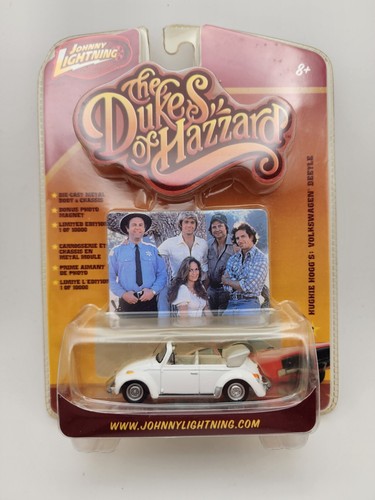 JOHNNY
LIGHTNING
8+
The
Dukes
of Hazzard
DIE-CAST METAL
BODY & CHASSIS
BONUS PHOTO
MAGNET
LIMITED EDITION
1 OF 10000
CARROSSERIE ET
CHASSIS EN
METAL MOULE
PRIME AIMANT
DE PHOTO
LIMITE L'EDITION
1 OF 10000
HUGHIE HOGG'S VOLKSWAGEN BEETLE
WWW.JOHNNYLIGHTNING.COM